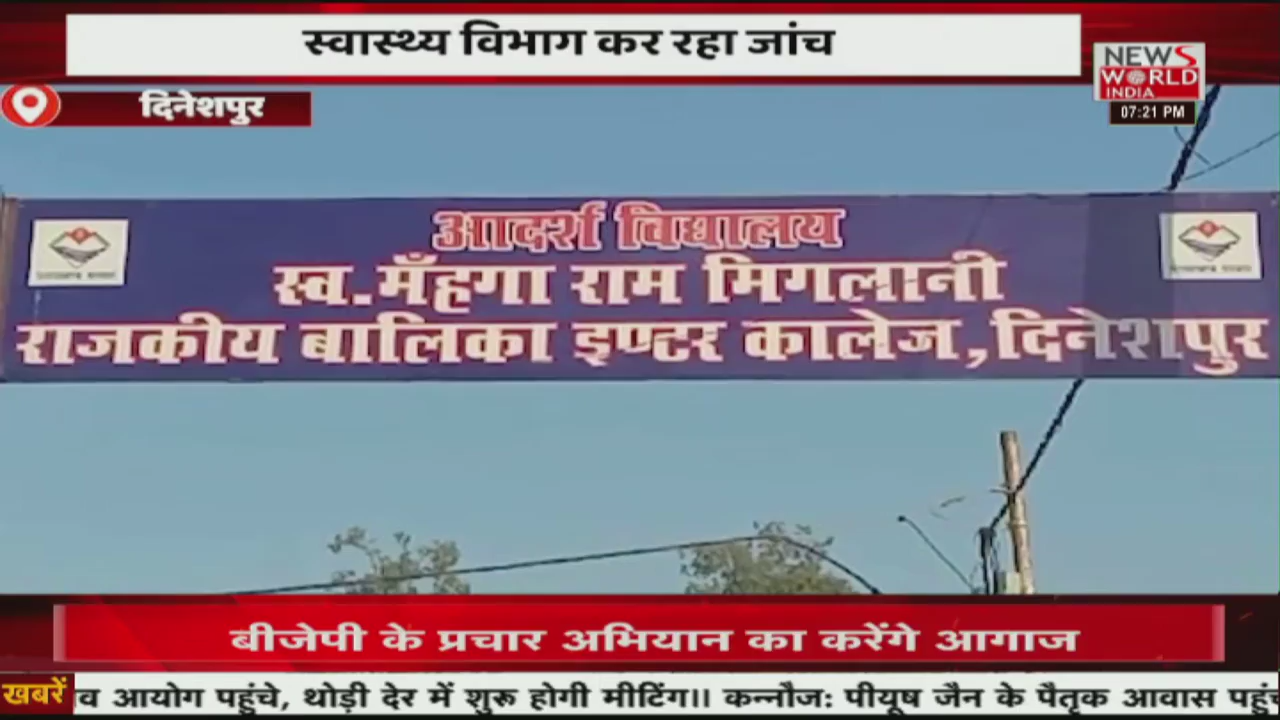 स्वास्थ्य विभाग कर रहा जांच
NEWS
WORLD
INDIA
07:21 PM
दिनेशपुर
आदर्श विद्यालय
स्व.मँहगा राम मिगलानी
राजकीय बालिका इण्टर कालेज,दिनेशपुर
बीजेपी के प्रचार अभियान का करेंगे आगाज
खबरें
व आयोग पहुंचे, थोड़ी देर में शुरू होगी मीटिंग।। कन्नौज: पीयूष जैन के पैतृक आवास